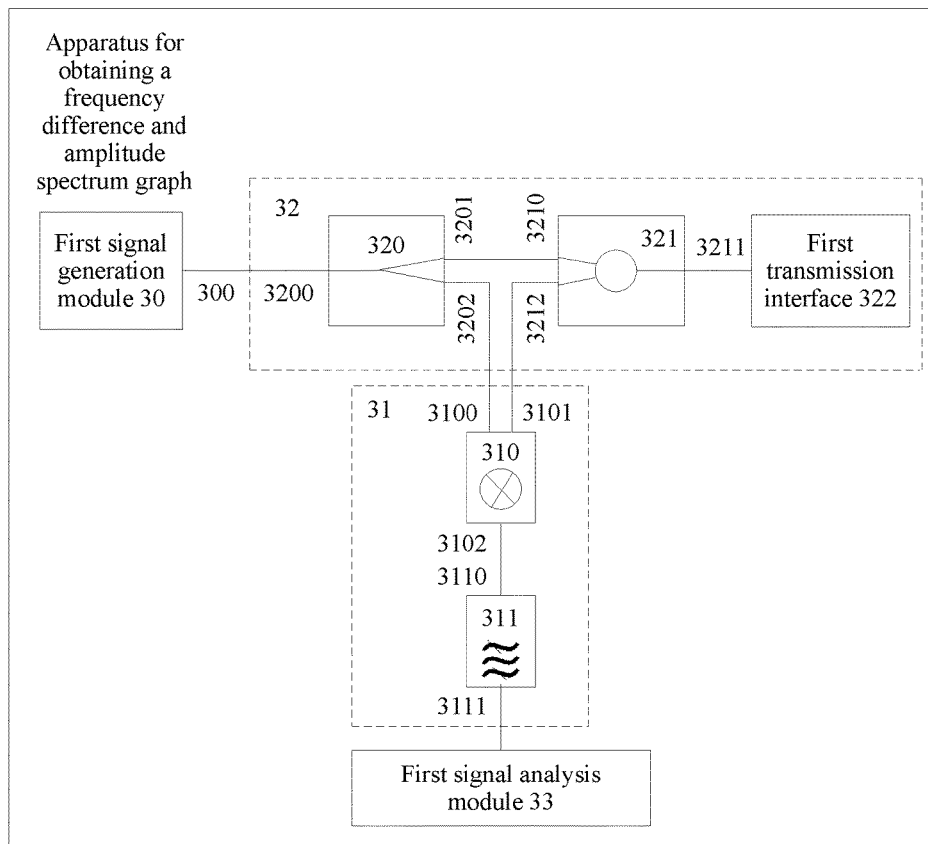 Apparatus for
obtaining a
frequency
difference and
amplitude
spectrum graph
First signal
generation
module 30
300
32
3200
320
3201
3202
3210
3212
321
3211
First
transmission
interface 322
31
3100
3101
310
3102
3110
311
3111
First signal analysis
module 33